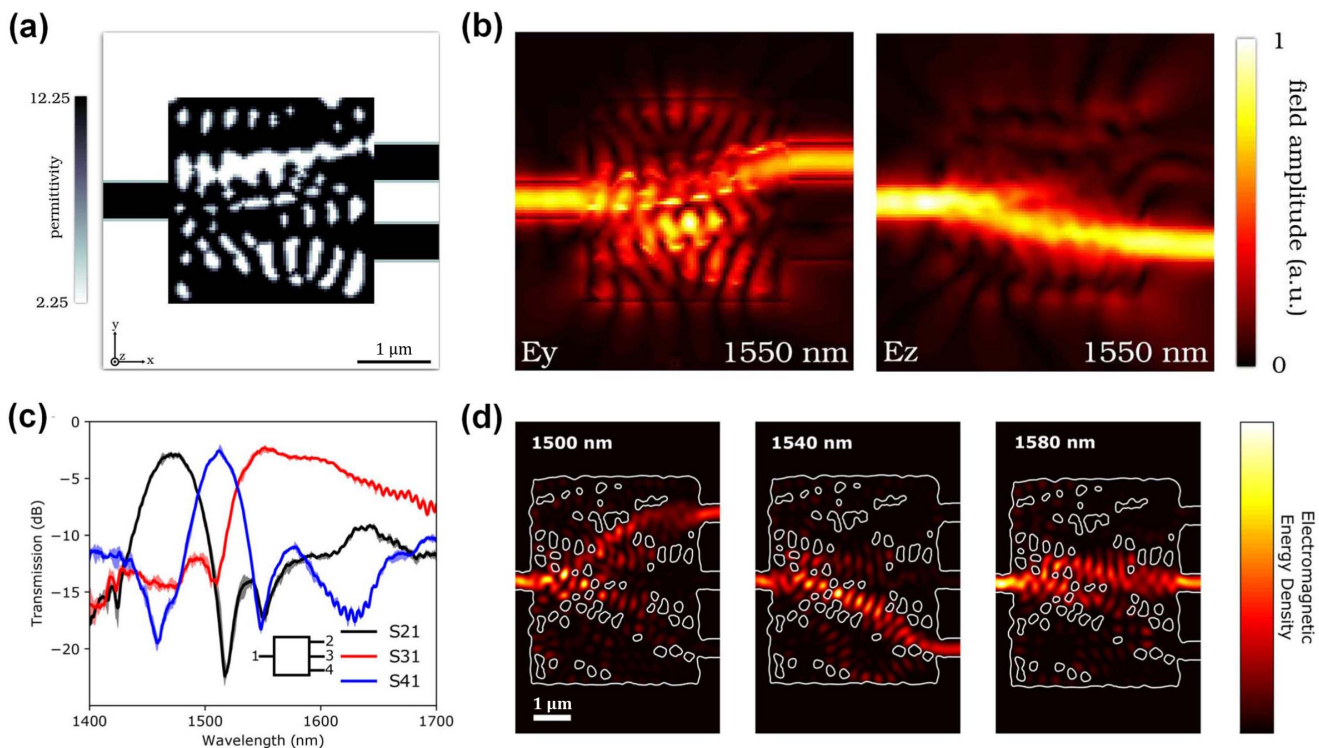 (a)
12.25
permittivity
2.25
y
z
x
1 μm
(b)
Ey
1550 nm
Ez
1550 nm
1
field amplitude (a.u.)
0
(c)
Transmission (dB)
0
−5
−10
−15
−20
1
2
3
4
S21
S31
S41
1400
1500
1600
1700
Wavelength (nm)
(d)
1500 nm
1540 nm
1580 nm
1 μm
Electromagnetic
Energy Density